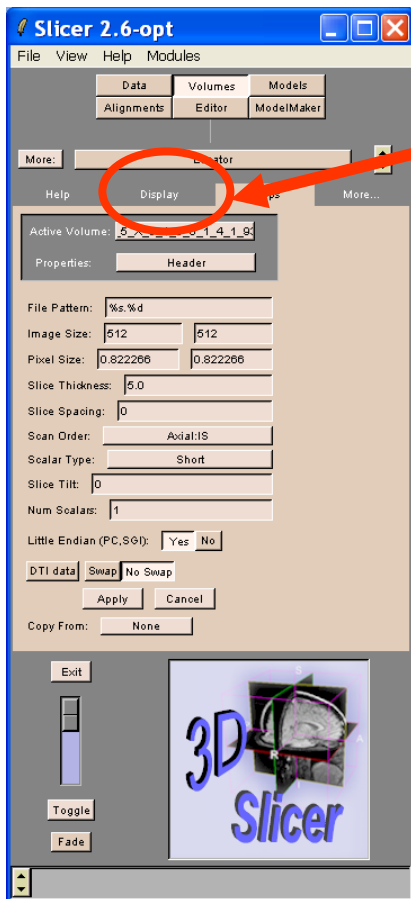 Slicer 2.6-opt
File View Help Modules
Data Volumes Models
Alignments Editor ModelMaker
More:
Help Display More...
Active Volume:
Properties: Header
File Pattern: %s.%d
Image Size: 512 512
Pixel Size: 0.822266 0.822266
Slice Thickness: 5.0
Slice Spacing: 0
Scan Order: Axial:IS
Scalar Type: Short
Slice Tilt: 0
Num Scalars: 1
Little Endian (PC,SGI): Yes No
DTI data Swap No Swap
Apply Cancel
Copy From: None
Exit
S
A
R
I
3D
Slicer
Toggle
Fade